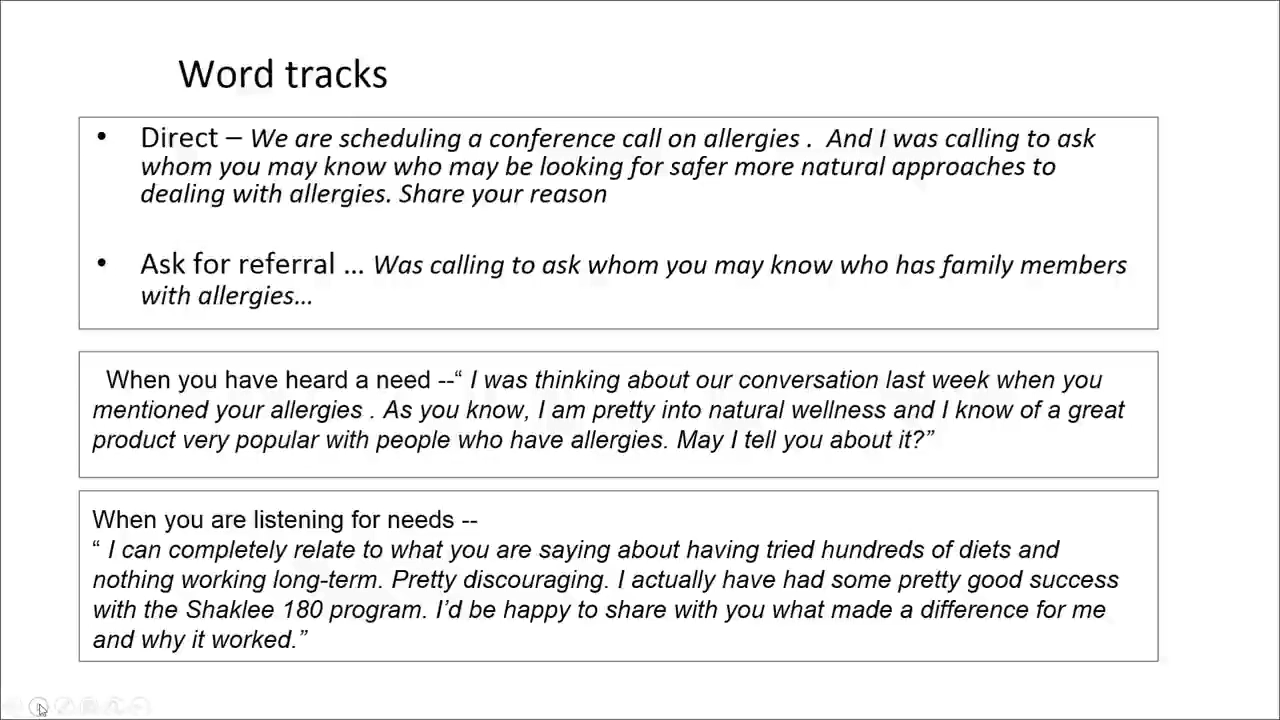 Word tracks
• Direct – We are scheduling a conference call on allergies .  And I was calling to ask
whom you may know who may be looking for safer more natural approaches to
dealing with allergies. Share your reason
• Ask for referral … Was calling to ask whom you may know who has family members
with allergies…
When you have heard a need --“ I was thinking about our conversation last week when you
mentioned your allergies . As you know, I am pretty into natural wellness and I know of a great
product very popular with people who have allergies. May I tell you about it?”
When you are listening for needs --
“ I can completely relate to what you are saying about having tried hundreds of diets and
nothing working long-term. Pretty discouraging. I actually have had some pretty good success
with the Shaklee 180 program. I’d be happy to share with you what made a difference for me
and why it worked.”